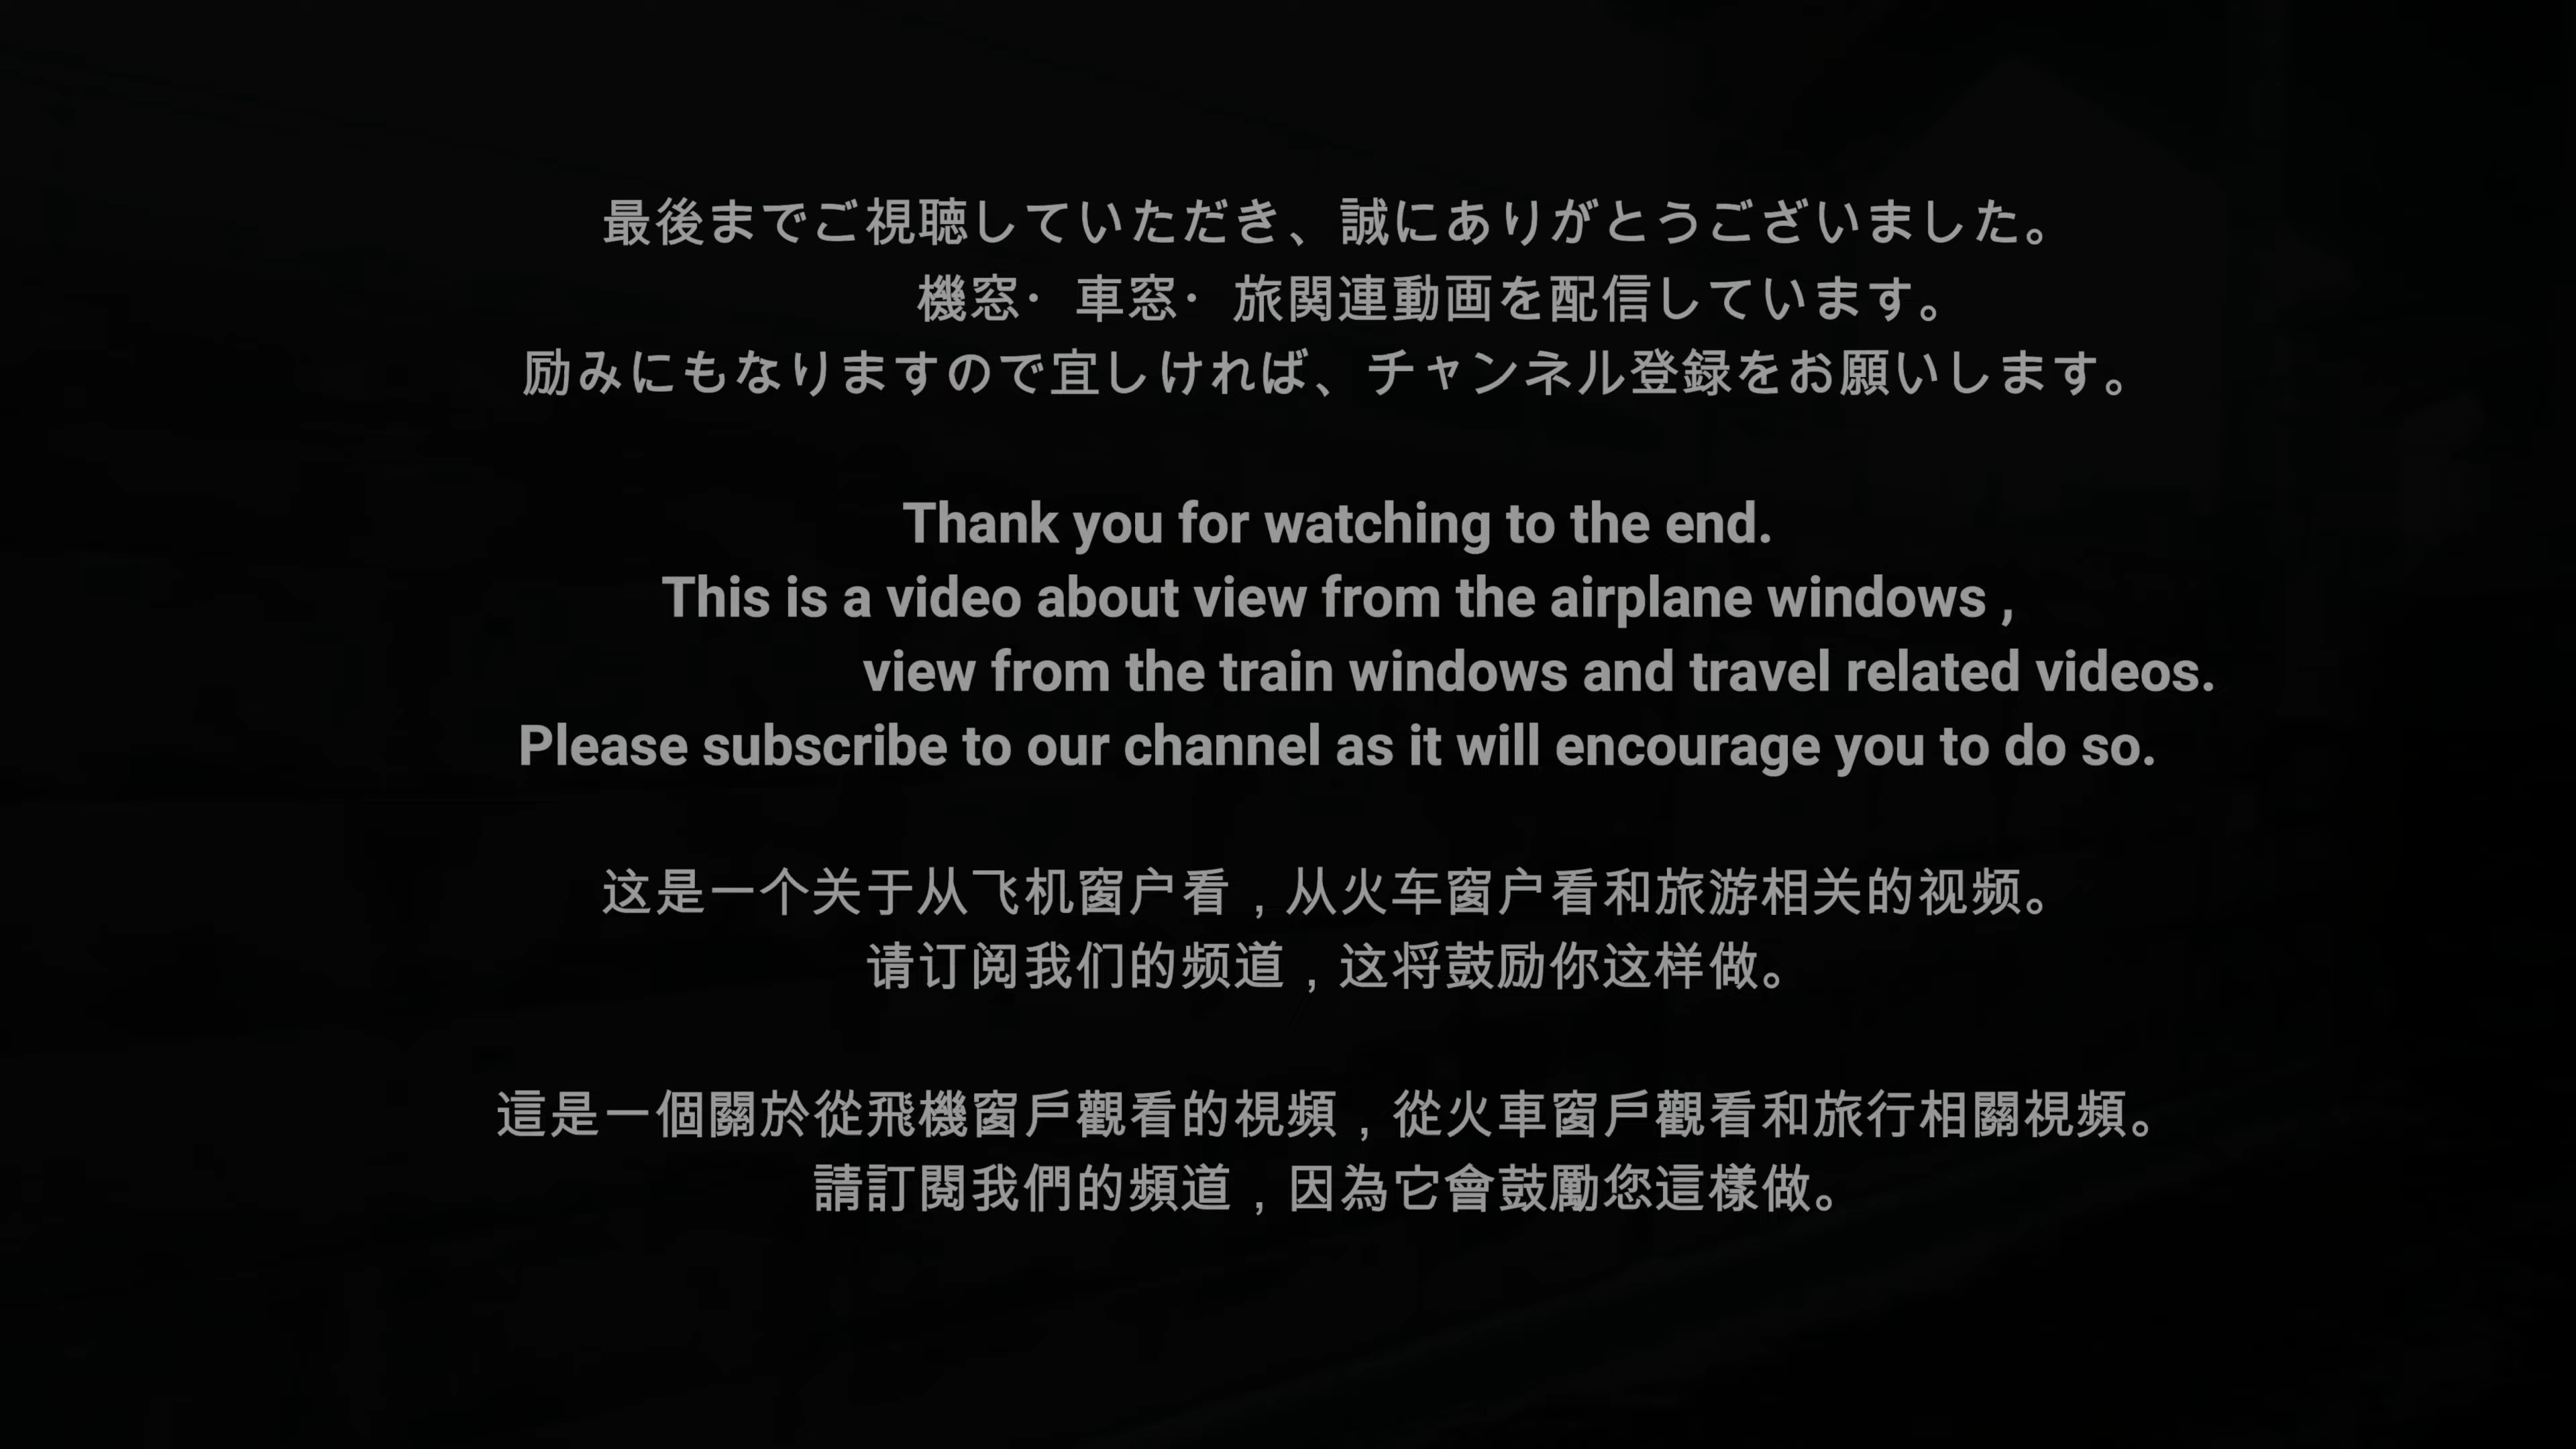 最後までご視聴していただき、誠にありがとうございました。
機窓・車窓・旅関連動画を配信しています。
励みにもなりますので宜しければ、チャンネル登録をお願いします。
Thank you for watching to the end.
This is a video about view from the airplane windows ,
view from the train windows and travel related videos.
Please subscribe to our channel as it will encourage you to do so.
这是一个关于从飞机窗户看，从火车窗户看和旅游相关的视频。
请订阅我们的频道，这将鼓励你这样做。
這是一個關於從飛機窗戶觀看的視頻，從火車窗戶觀看和旅行相關視頻。
請訂閱我們的頻道，因為它會鼓勵您這樣做。